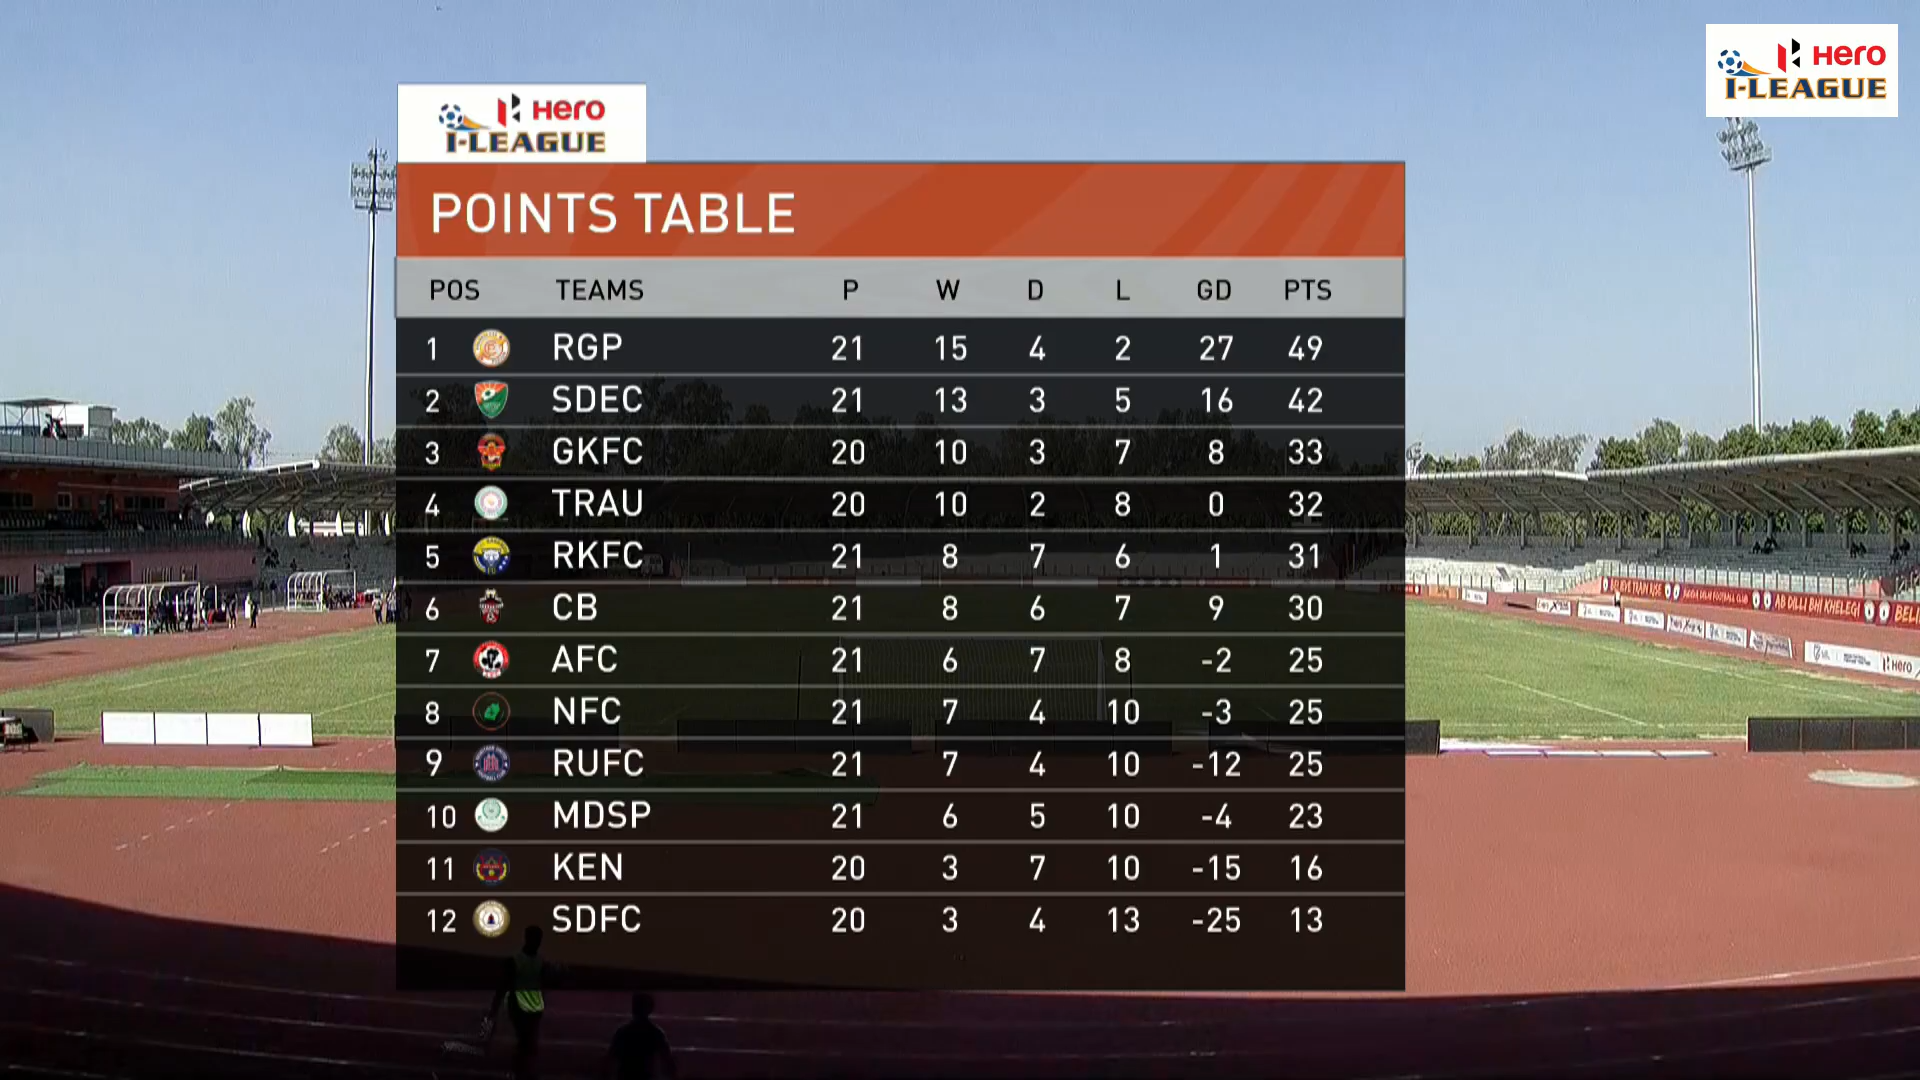 Hero
I-LEAGUE
Hero
I-LEAGUE
POINTS TABLE
POS TEAMS P W D L GD PTS
1 RGP 21 15 4 2 27 49
2 SDEC 21 13 3 5 16 42
3 GKFC 20 10 3 7 8 33
4 TRAU 20 10 2 8 0 32
5 RKFC 21 8 7 6 1 31
6 CB 21 8 6 7 9 30
7 AFC 21 6 7 8 -2 25
8 NFC 21 7 4 10 -3 25
9 RUFC 21 7 4 10 -12 25
10 MDSP 21 6 5 10 -4 23
11 KEN 20 3 7 10 -15 16
12 SDFC 20 3 4 13 -25 13
AB DILLI BHI KHELEGI
Hero